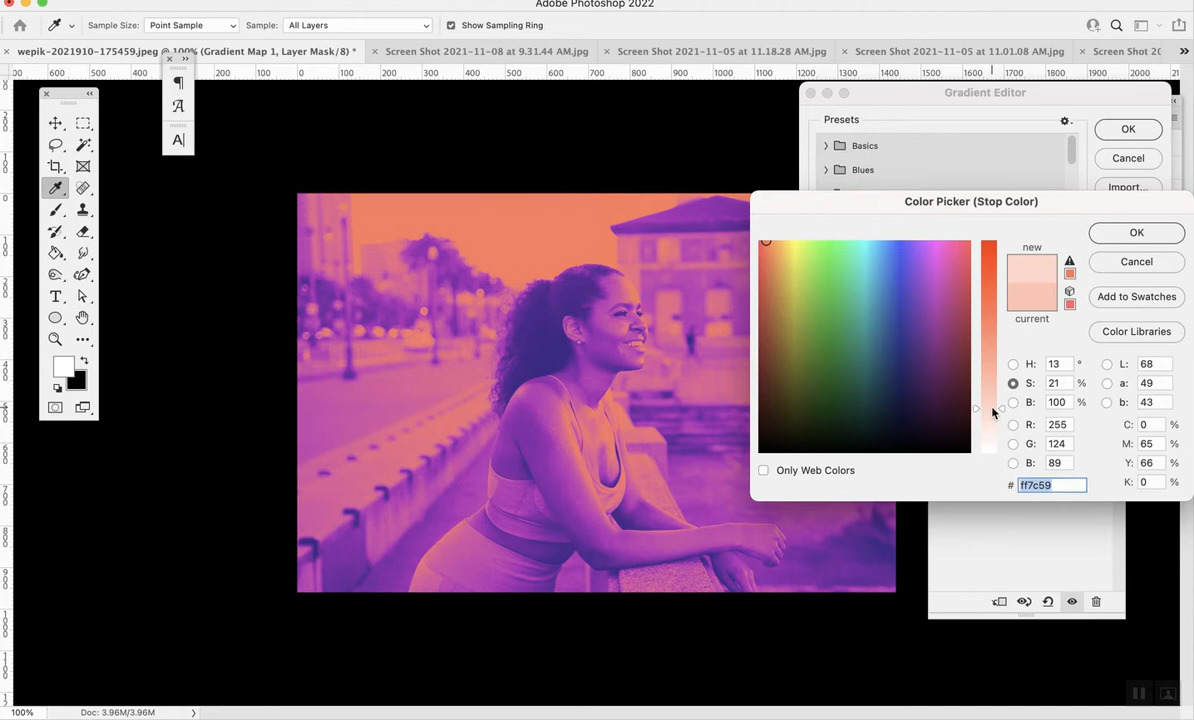 Adobe Photoshop 2022
Sample Size: Point Sample Sample: All Layers Show Sampling Ring
wepik-2021910-175459.jpeg @ 100% (Gradient Map 1, Layer Mask/8) * Screen Shot 2021-11-08 at 9.31.44 AM.jpg Screen Shot 2021-11-05 at 11.18.28 AM.jpg Screen Shot 2021-11-05 at 11.01.08 AM.jpg Screen Shot 20
600 500 400 300 200 100 0 100 200 300 400 500 600 700 800 900 1000 1100 1200 1300 1400 1500 1600 1700 1800 1900 2000
Gradient Editor
Presets
OK
Basics
Cancel
Blues
Import...
Color Picker (Stop Color)
OK
new
Cancel
Add to Swatches
current
Color Libraries
H: 13 ° L: 68
S: 21 % a: 49
B: 100 % b: 43
R: 255 C: 0 %
G: 124 M: 65 %
B: 89 Y: 66 %
Only Web Colors
# ff7c59 K: 0 %
100% Doc: 3.96M/3.96M